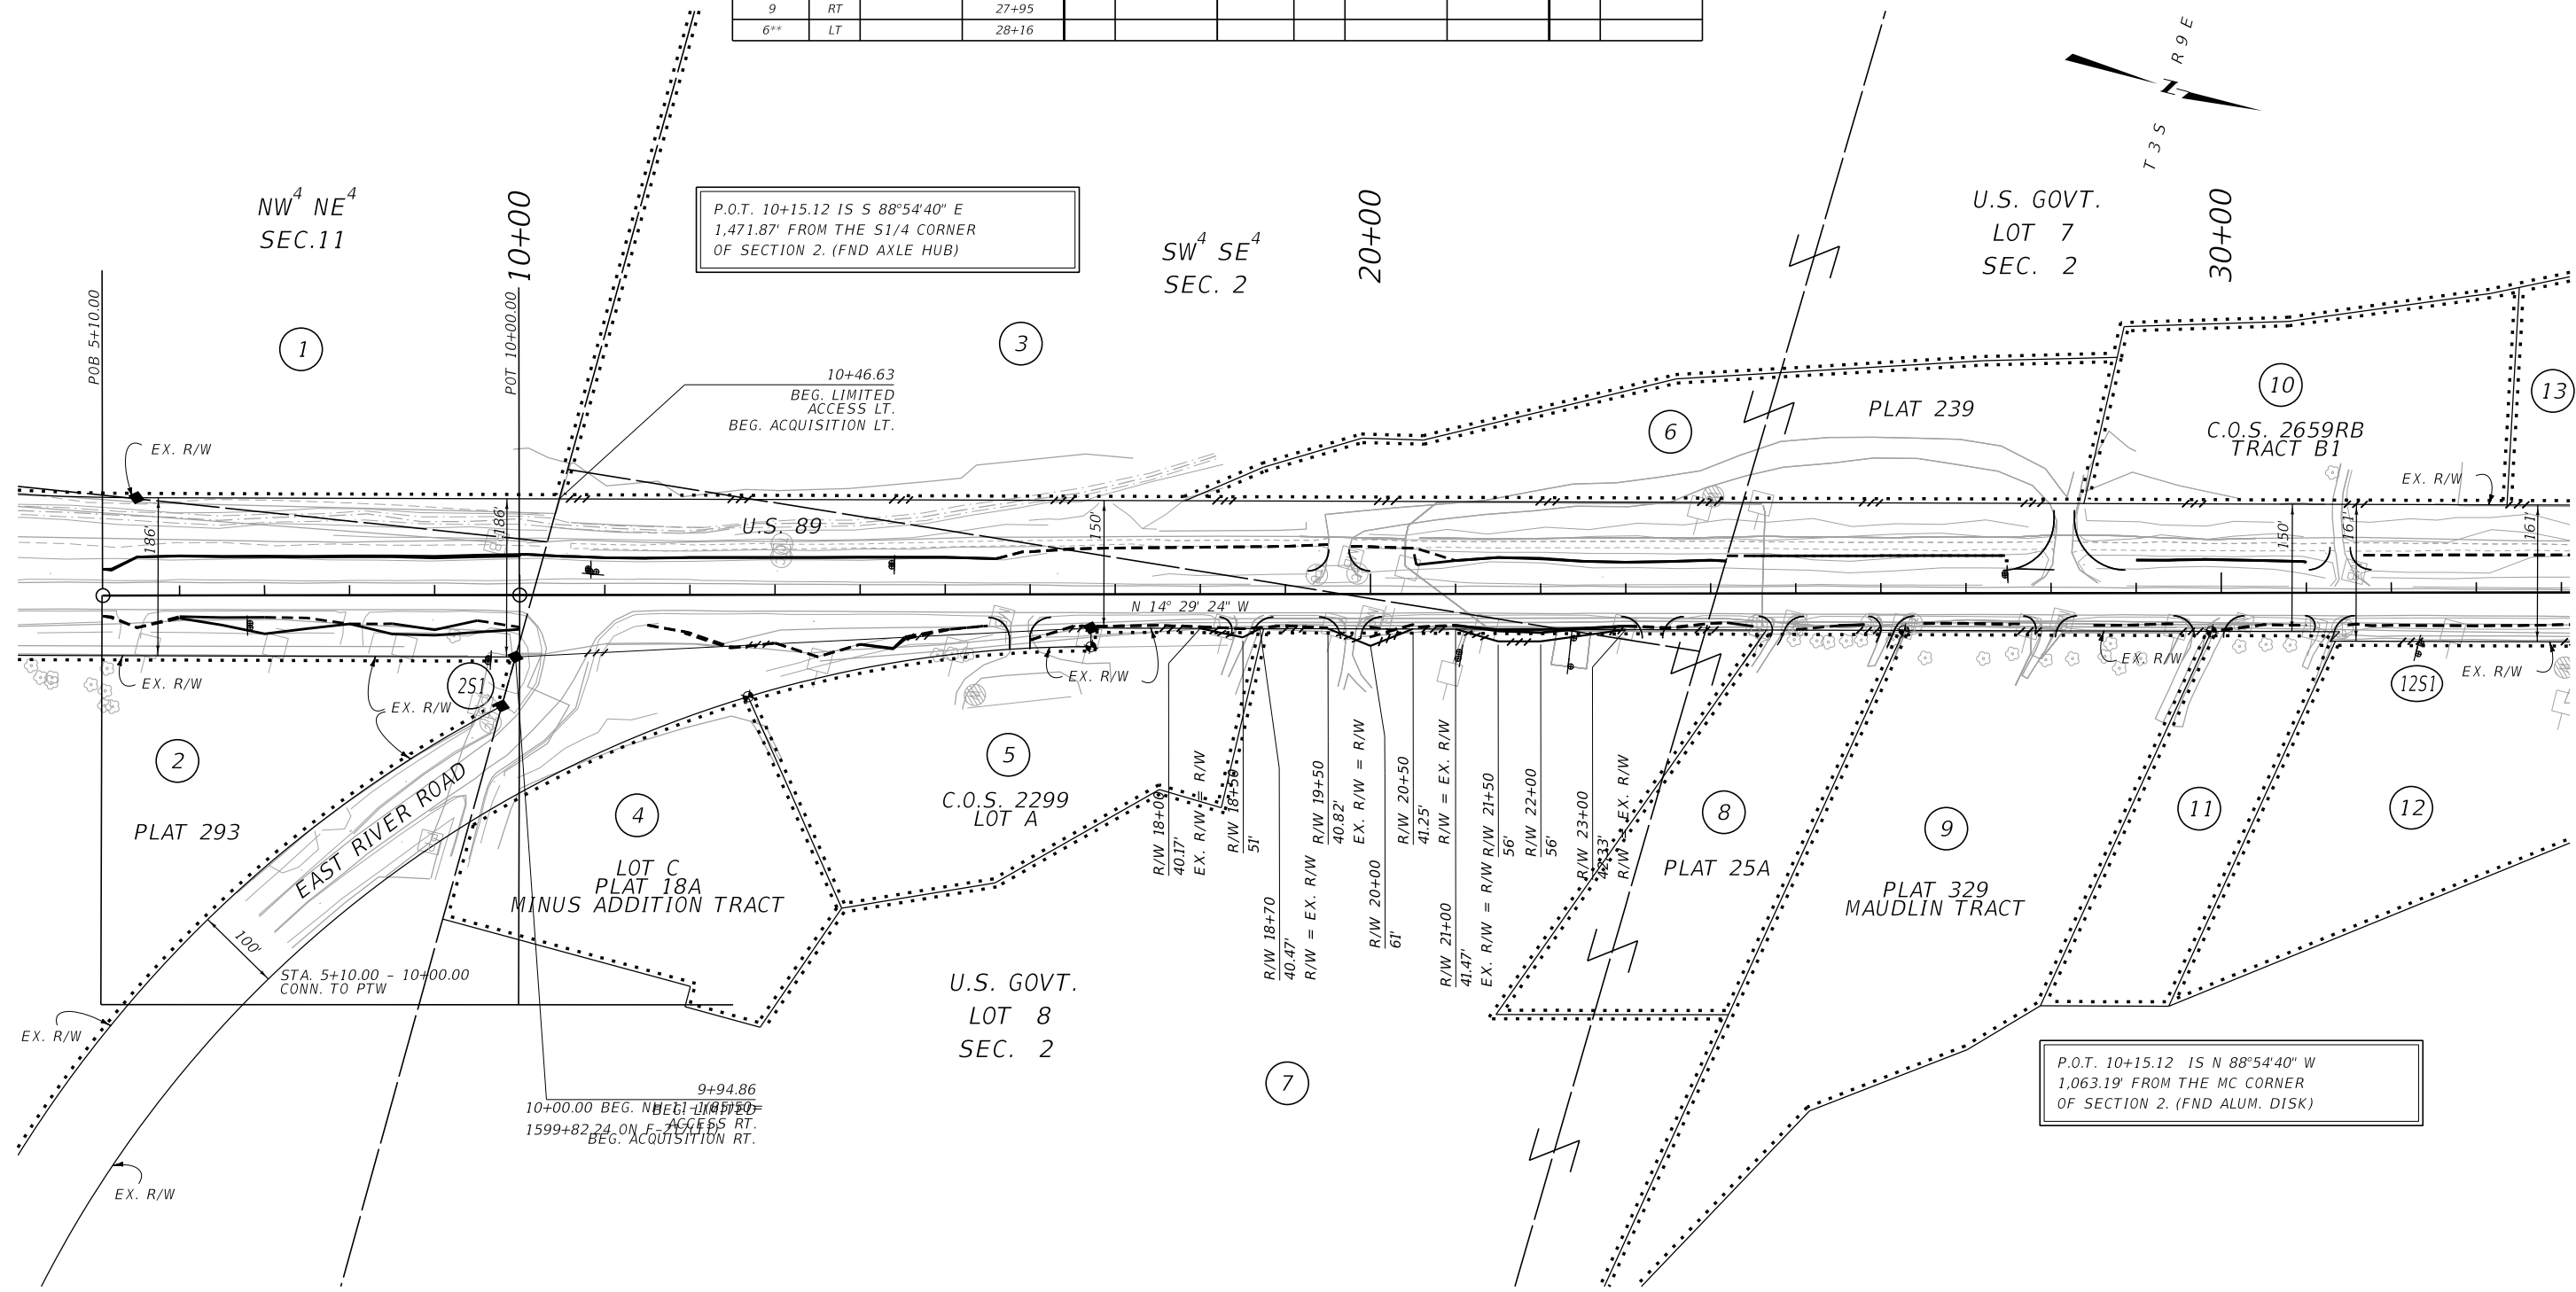 9 RT 27+95
6** LT 28+16
R 9 E
T 3 S
NW4 NE4
SEC.11
10+00
P.O.T. 10+15.12 IS S 88°54'40" E
1,471.87' FROM THE S1/4 CORNER
OF SECTION 2. (FND AXLE HUB)
SW4 SE4
SEC. 2
20+00
U.S. GOVT.
LOT 7
SEC. 2
30+00
POB 5+10.00
POT 10+00.00
1
3
10+46.63
BEG. LIMITED
ACCESS LT.
BEG. ACQUISITION LT.
6
PLAT 239
10
C.O.S. 2659RB
TRACT B1
13
EX. R/W
EX. R/W
186'
186'
U.S. 89
150'
150'
161'
161'
N 14° 29' 24" W
EX. R/W
2S1
EX. R/W
EX. R/W
EX. R/W
12S1
EX. R/W
2
PLAT 293
EAST RIVER ROAD
100'
4
LOT C
PLAT 18A
MINUS ADDITION TRACT
5
C.O.S. 2299
LOT A
R/W 18+00
40.17'
EX. R/W = R/W
R/W 18+50
51'
R/W 18+70
40.47'
R/W = EX. R/W
R/W 19+50
40.82'
EX. R/W = R/W
R/W 20+00
61'
R/W 20+50
41.25'
R/W = EX. R/W
R/W 21+00
41.47'
EX. R/W = R/W
R/W 21+50
56'
R/W 22+00
56'
R/W 23+00
42.33'
R/W = EX. R/W
8
PLAT 25A
9
PLAT 329
MAUDLIN TRACT
11
12
STA. 5+10.00 - 10+00.00
CONN. TO PTW
EX. R/W
U.S. GOVT.
LOT 8
SEC. 2
7
9+94.86
BEG. LIMITED
ACCESS RT.
BEG. ACQUISITION RT.
10+00.00 BEG. NH
1599+82.24 ON
EX. R/W
P.O.T. 10+15.12 IS N 88°54'40" W
1,063.19' FROM THE MC CORNER
OF SECTION 2. (FND ALUM. DISK)